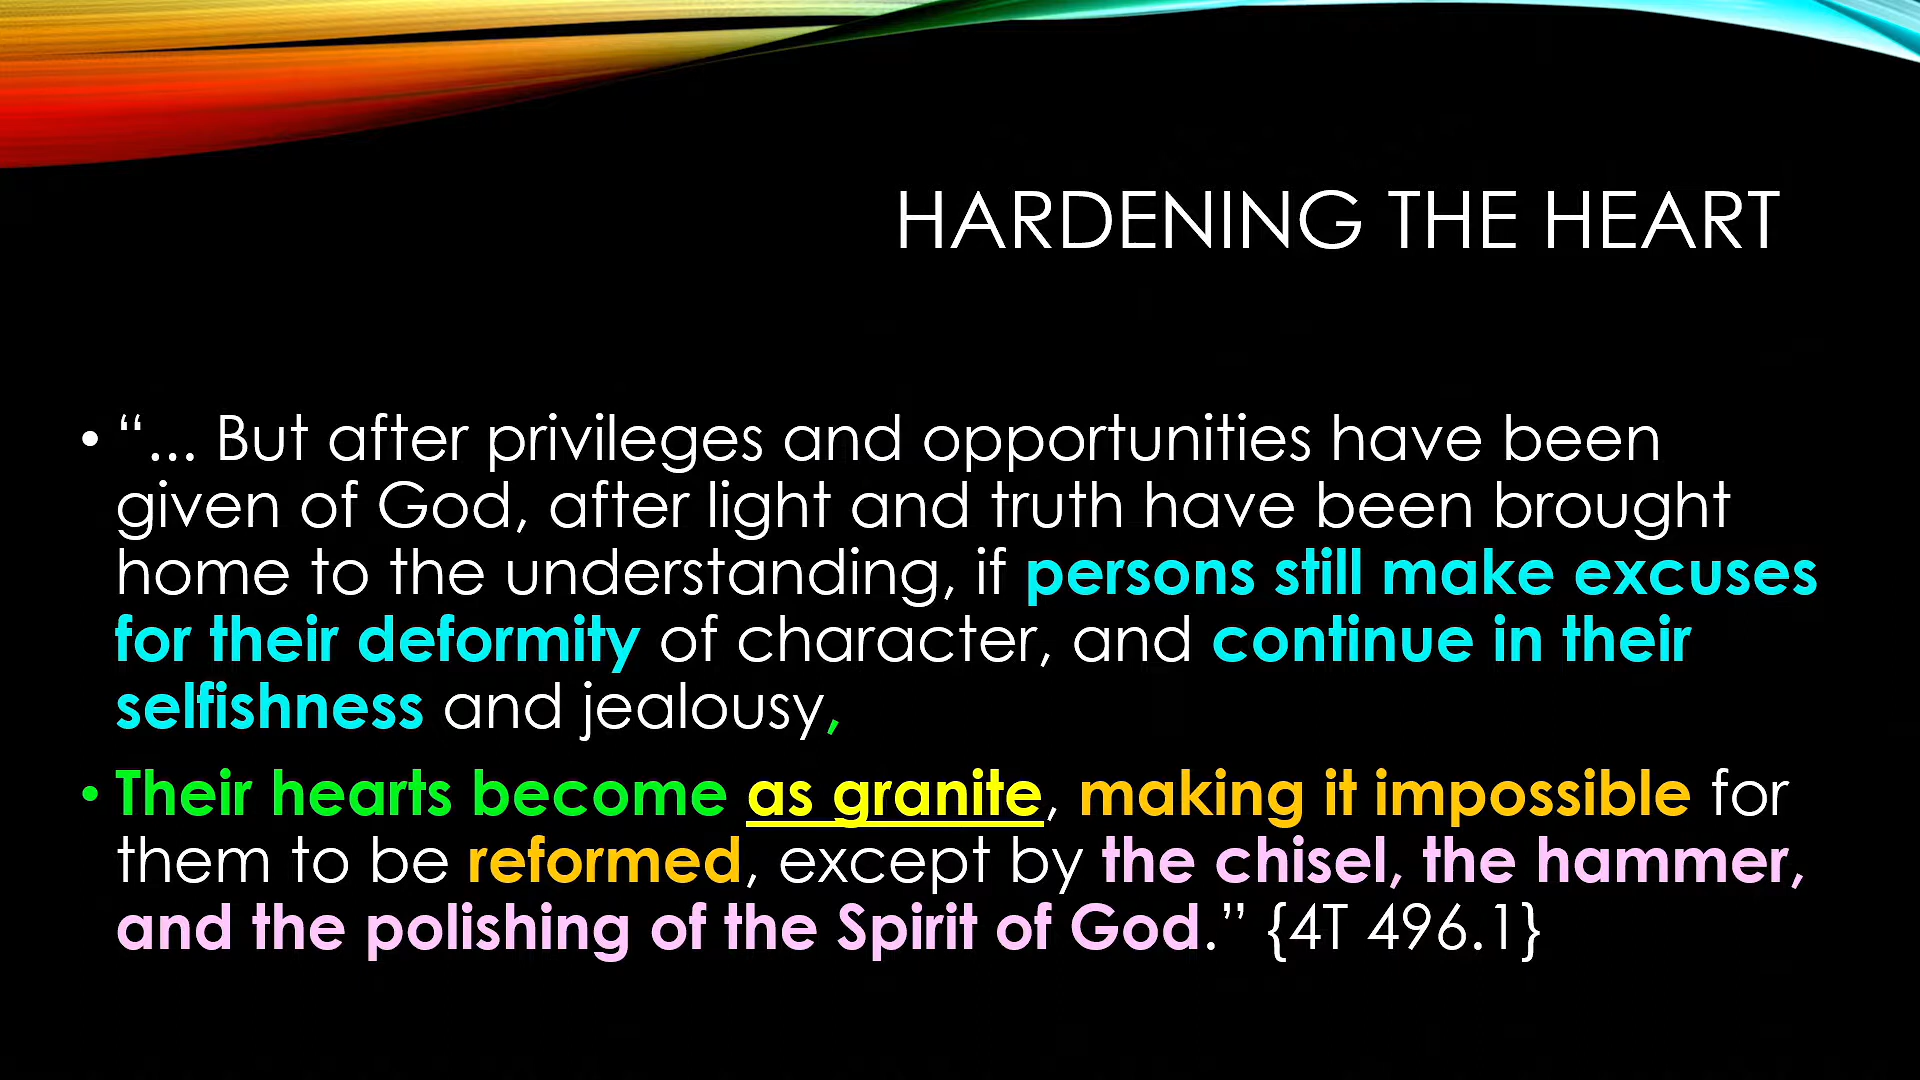 HARDENING THE HEART
• “... But after privileges and opportunities have been
given of God, after light and truth have been brought
home to the understanding, if persons still make excuses
for their deformity of character, and continue in their
selfishness and jealousy,
• Their hearts become as granite, making it impossible for
them to be reformed, except by the chisel, the hammer,
and the polishing of the Spirit of God.” {4T 496.1}